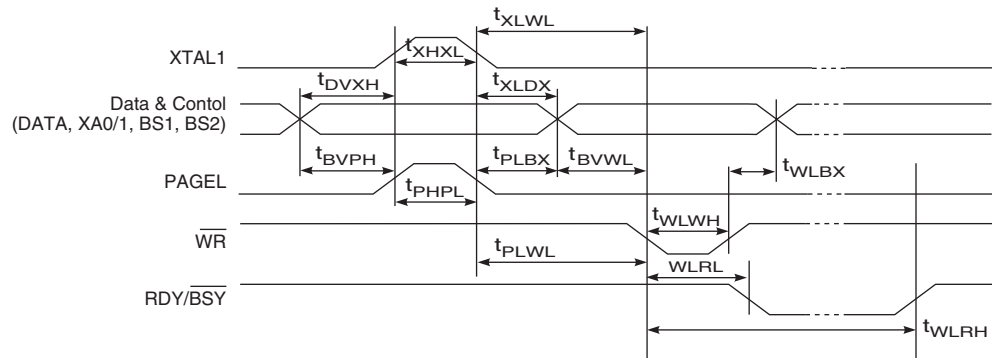 tXLWL
XTAL1
tXHXL
tDVXH
tXLDX
Data & Contol
(DATA, XA0/1, BS1, BS2)
tBVPH
tPLBX
tBVWL
tWLBX
PAGEL
tPHPL
tWLWH
WR
tPLWL
WLRL
RDY/BSY
tWLRH